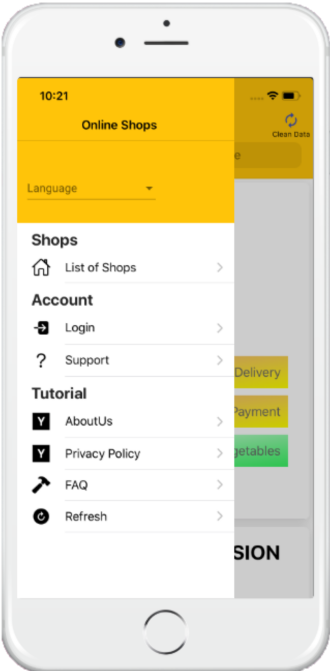 10:21
Online Shops
Clean Data
Language
Shops
List of Shops
Account
Login
? Support
Delivery
Tutorial
Payment
Y AboutUs
getables
Y Privacy Policy
FAQ
Refresh
SION